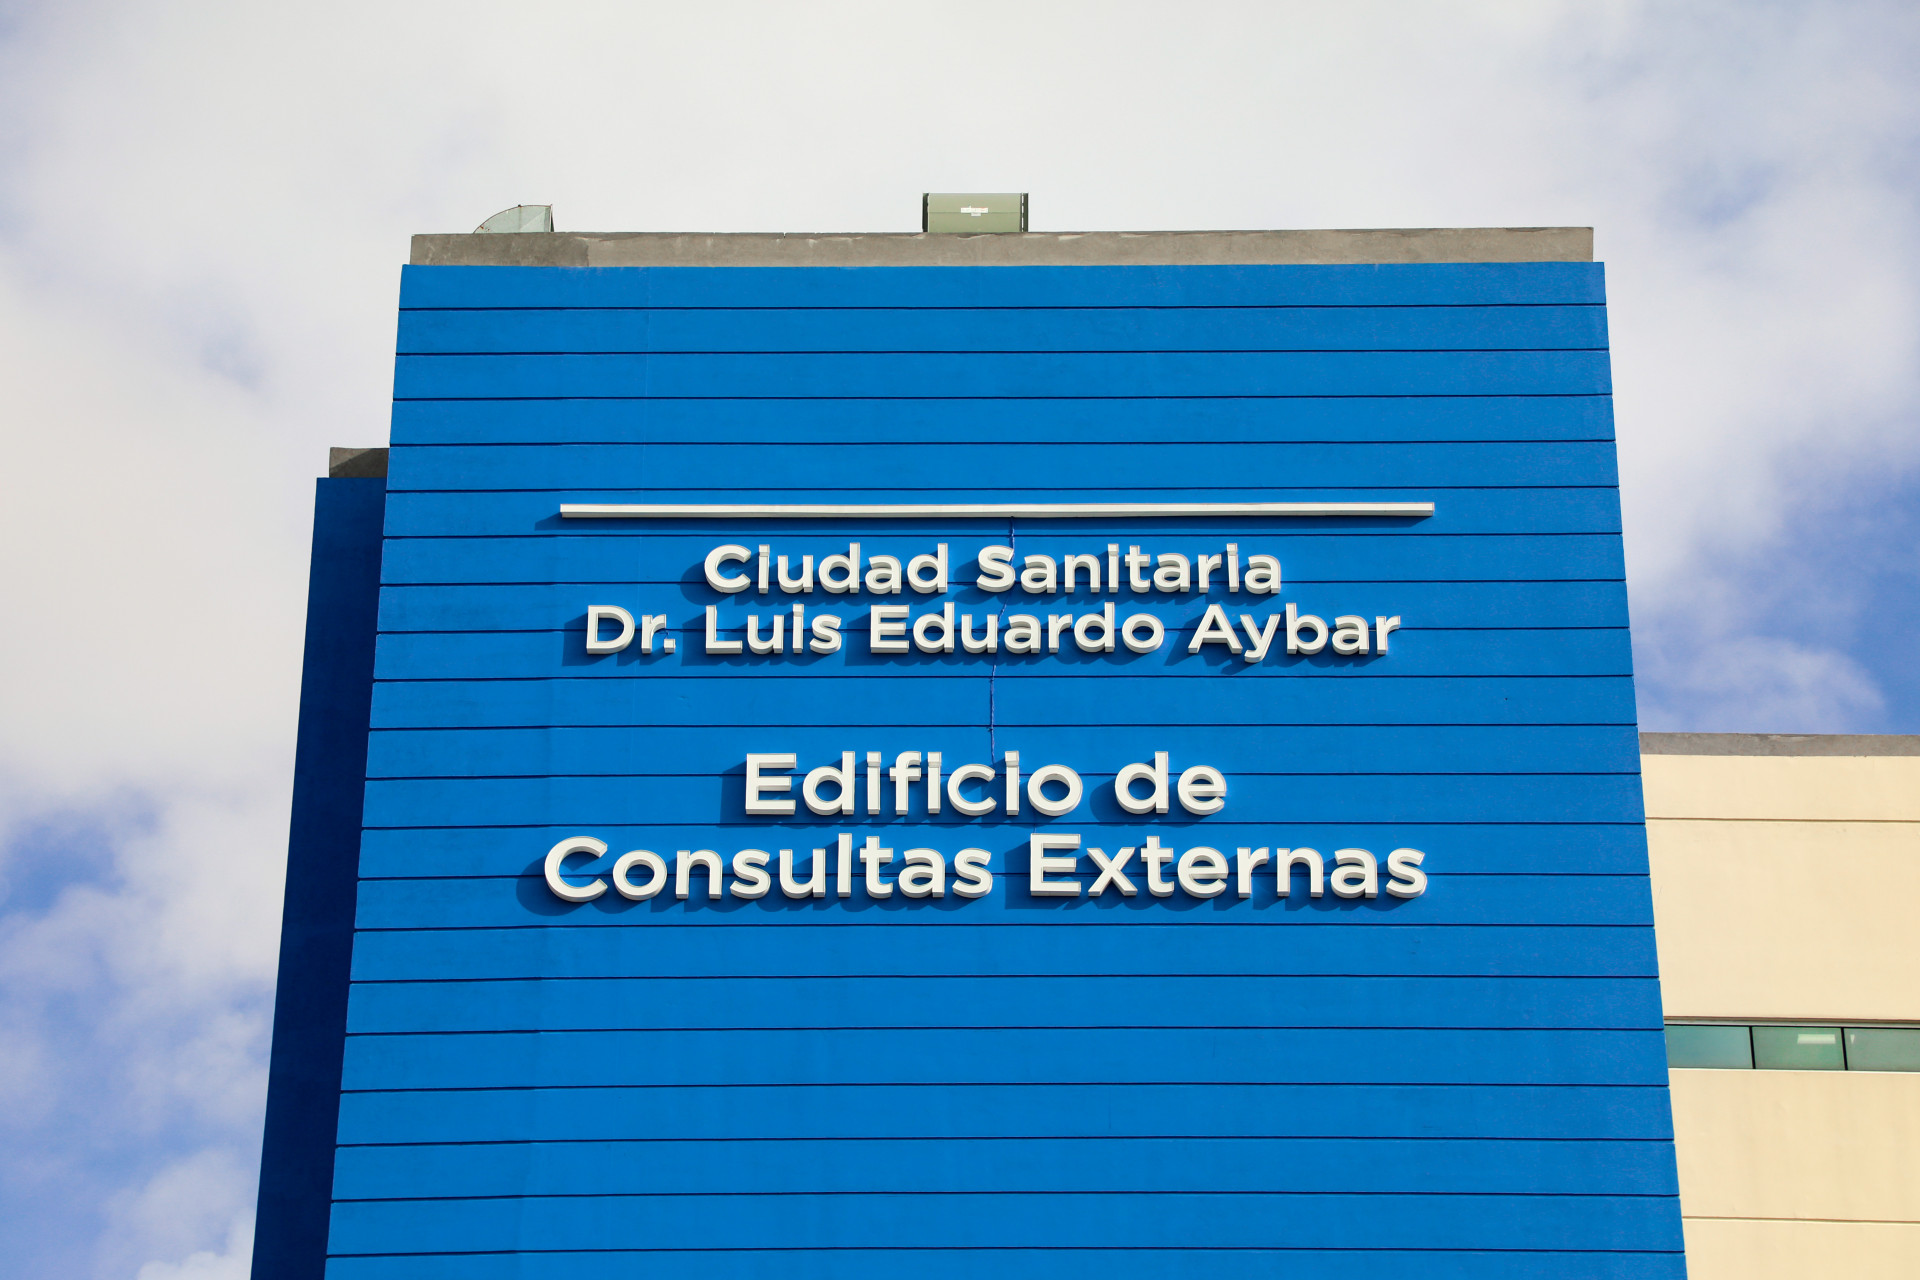 Ciudad Sanitaria
Dr. Luis Eduardo Aybar
Edificio de
Consultas Externas